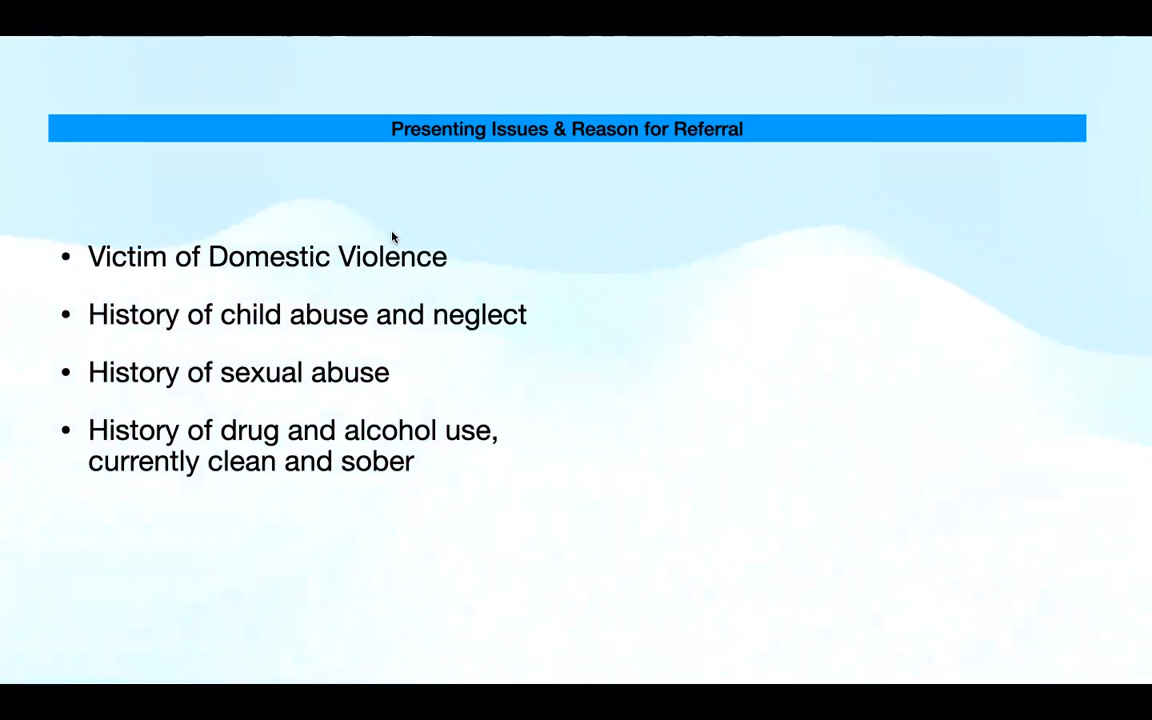 Presenting Issues & Reason for Referral
• Victim of Domestic Violence
• History of child abuse and neglect
• History of sexual abuse
• History of drug and alcohol use,
currently clean and sober